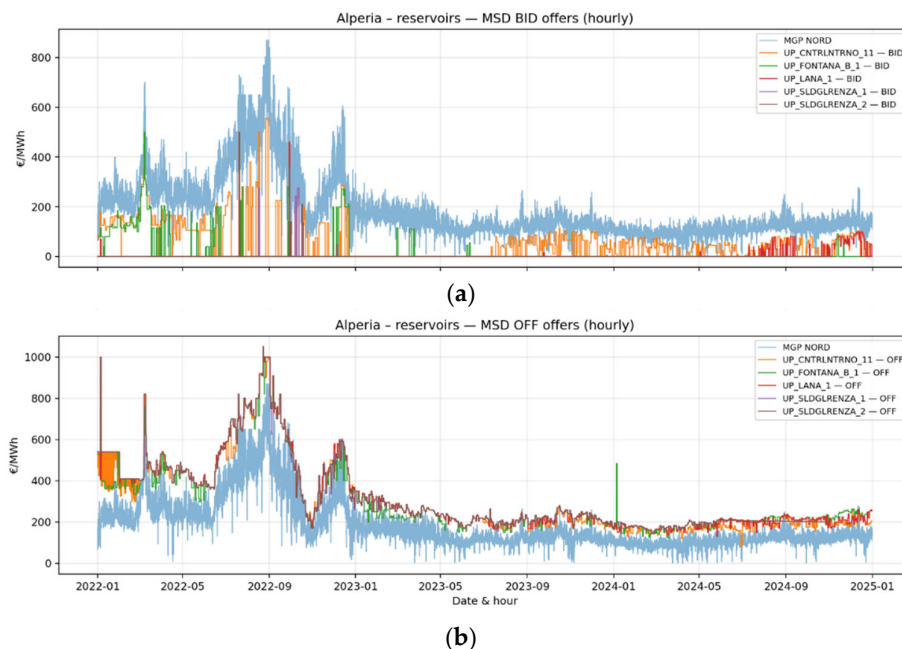 Alperia – reservoirs — MSD BID offers (hourly)
€/MWh
800
600
400
200
0
MGP NORD
UP_CNTRLNTRNO_11 — BID
UP_FONTANA_B_1 — BID
UP_LANA_1 — BID
UP_SLDGLRENZA_1 — BID
UP_SLDGLRENZA_2 — BID
(a)
Alperia – reservoirs — MSD OFF offers (hourly)
€/MWh
1000
800
600
400
200
0
MGP NORD
UP_CNTRLNTRNO_11 — OFF
UP_FONTANA_B_1 — OFF
UP_LANA_1 — OFF
UP_SLDGLRENZA_1 — OFF
UP_SLDGLRENZA_2 — OFF
2022-01 2022-05 2022-09 2023-01 2023-05 2023-09 2024-01 2024-05 2024-09 2025-01
Date & hour
(b)